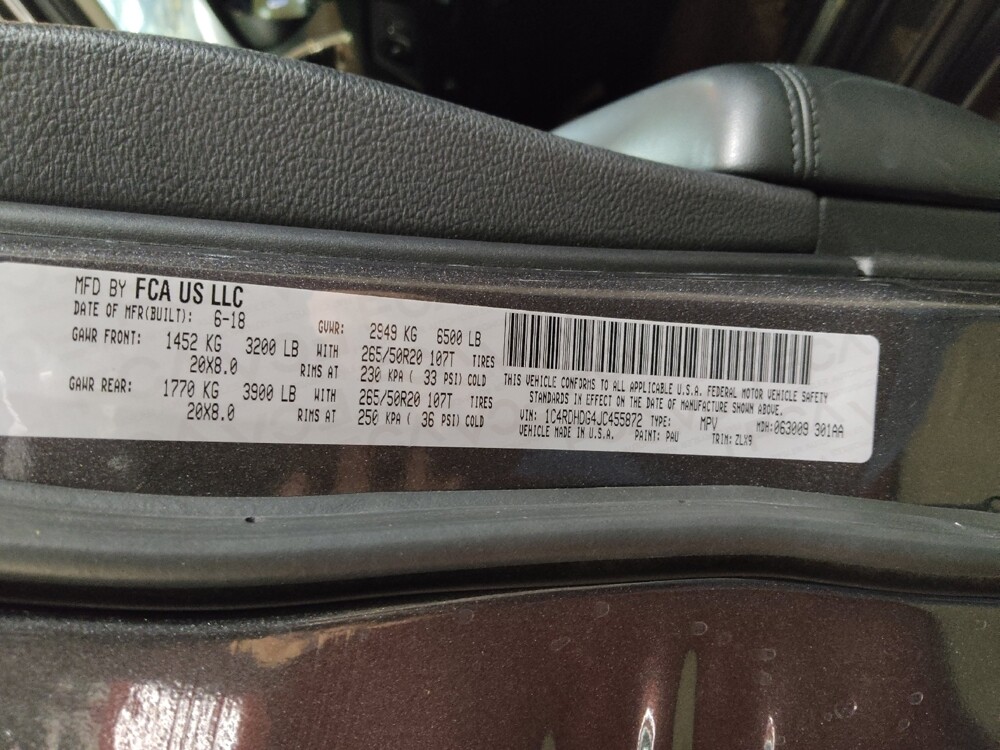 MFD BY FCA US LLC
DATE OF MFR(BUILT): 6-18 GVWR: 2949 KG 6500 LB
GAWR FRONT: 1452 KG 3200 LB WITH 265/50R20 107T TIRES
20X8.0 RIMS AT 230 KPA ( 33 PSI) COLD
GAWR REAR: 1770 KG 3900 LB WITH 265/50R20 107T TIRES
20X8.0 RIMS AT 250 KPA ( 36 PSI) COLD
THIS VEHICLE CONFORMS TO ALL APPLICABLE U.S.A. FEDERAL MOTOR VEHICLE SAFETY
STANDARDS IN EFFECT ON THE DATE OF MANUFACTURE SHOWN ABOVE.
VIN: 1C4RDHDG4JC455872 TYPE: MPV MDH:063009 301AA
VEHICLE MADE IN U.S.A. PAINT: PAU TRIM: ZLX9